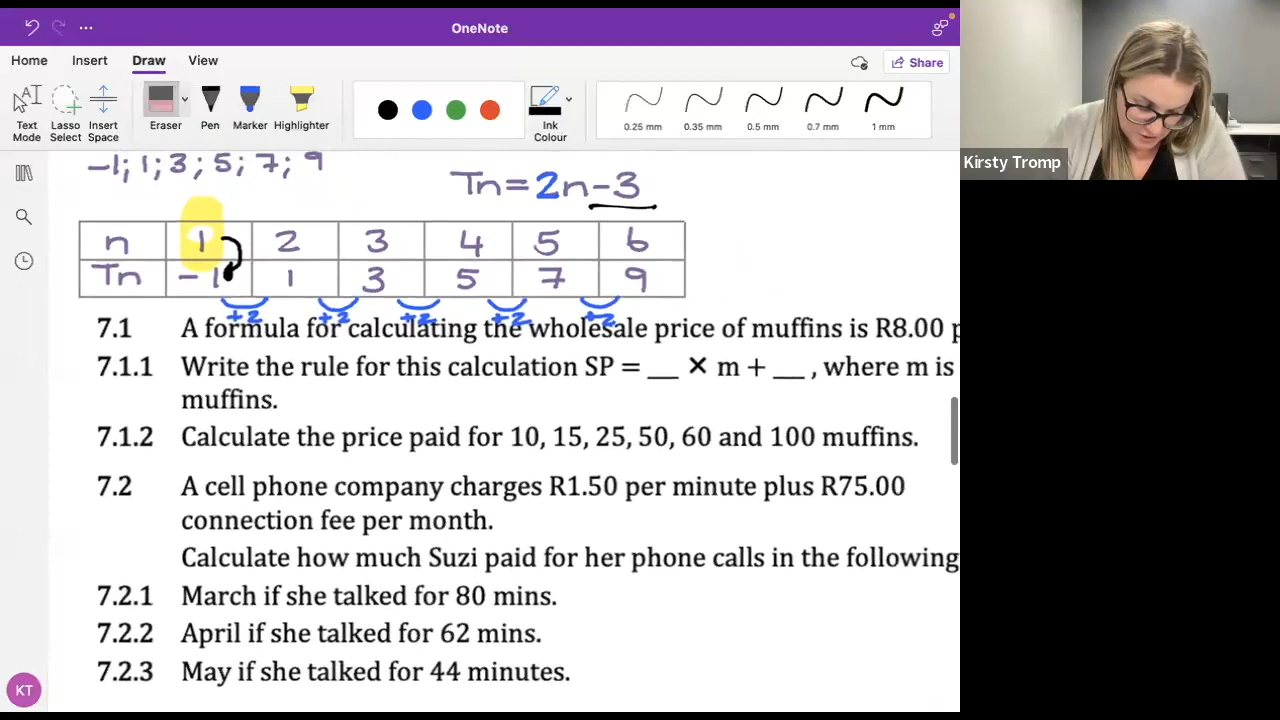 OneNote
Home Insert Draw View
Share
Text Mode
Lasso Select
Insert Space
Eraser
Pen
Marker
Highlighter
Ink Colour
0.25 mm 0.35 mm 0.5 mm 0.7 mm 1 mm
Kirsty Tromp
-1; 1; 3; 5; 7; 9
Tn = 2n - 3
n 1 2 3 4 5 6
Tn -1 1 3 5 7 9
+2 +2 +2 +2 +2
7.1 A formula for calculating the wholesale price of muffins is R8.00 p
7.1.1 Write the rule for this calculation SP = __ × m + __ , where m is
muffins.
7.1.2 Calculate the price paid for 10, 15, 25, 50, 60 and 100 muffins.
7.2 A cell phone company charges R1.50 per minute plus R75.00
connection fee per month.
Calculate how much Suzi paid for her phone calls in the following
7.2.1 March if she talked for 80 mins.
7.2.2 April if she talked for 62 mins.
7.2.3 May if she talked for 44 minutes.
KT